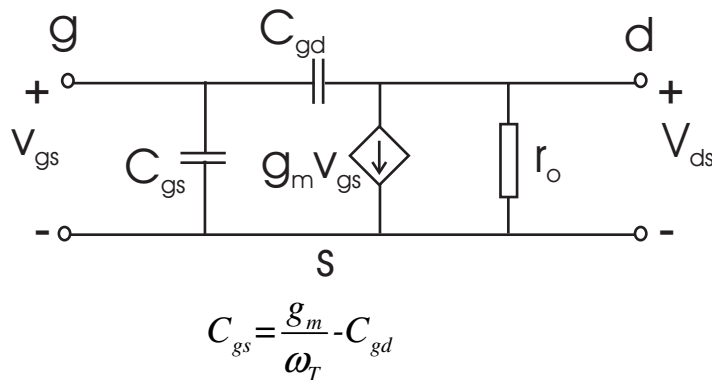 g
C_gd
d
+
+
v_gs
C_gs
g_m v_gs
r_o
V_ds
-
-
s
C_gs = g_m / ω_T - C_gd